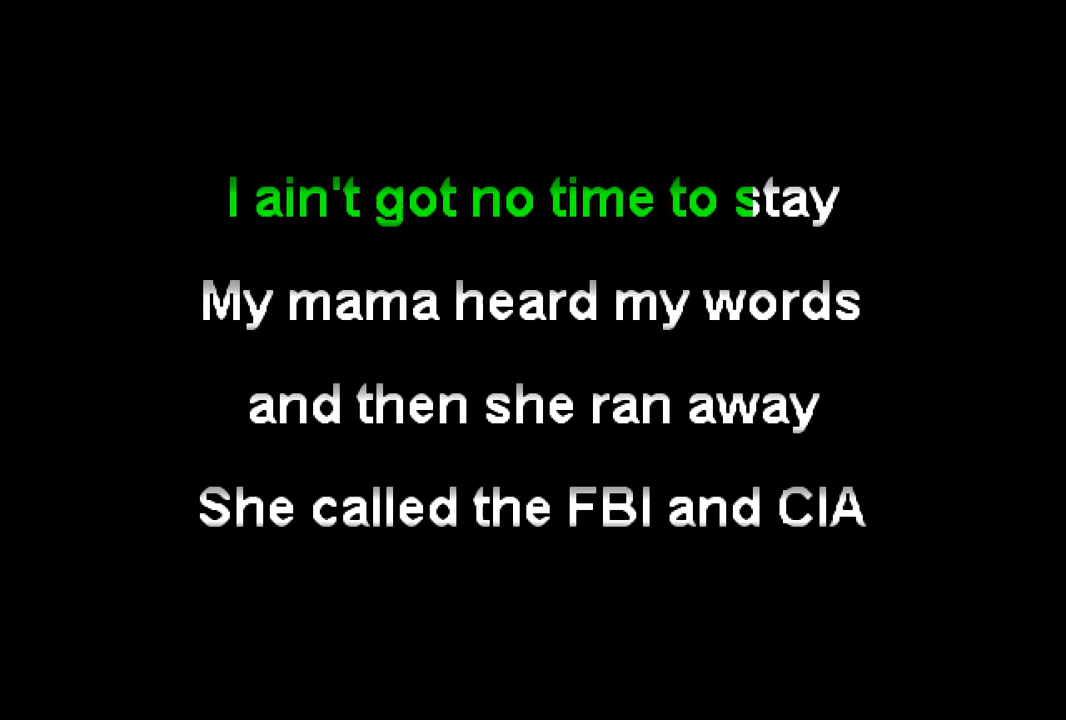 I ain't got no time to stay
My mama heard my words
and then she ran away
She called the FBI and CIA